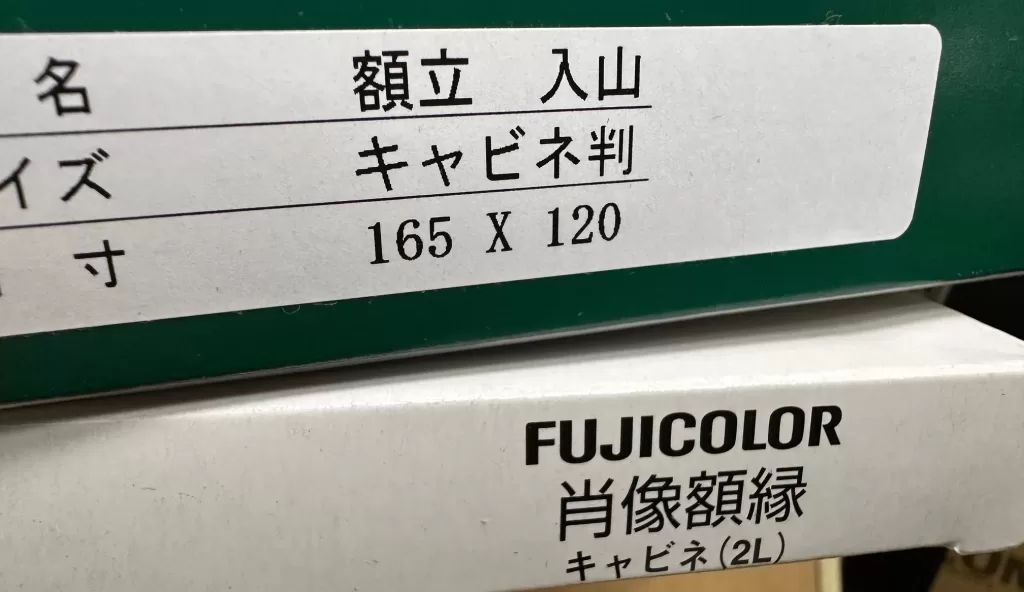 名 額立 入山
イズ キャビネ判
寸 165 X 120
FUJICOLOR
肖像額縁
キャビネ(2L)